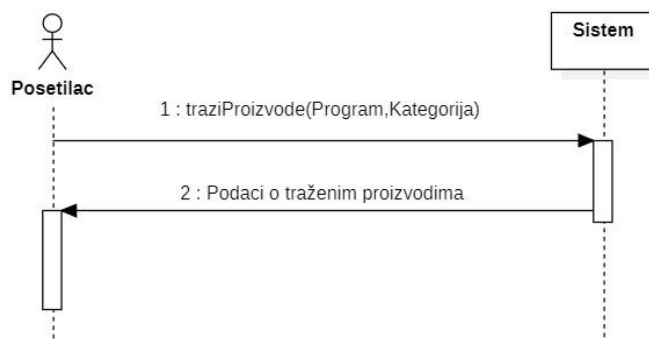 Sistem
Posetilac
1 : traziProizvode(Program,Kategorija)
2 : Podaci o traženim proizvodima